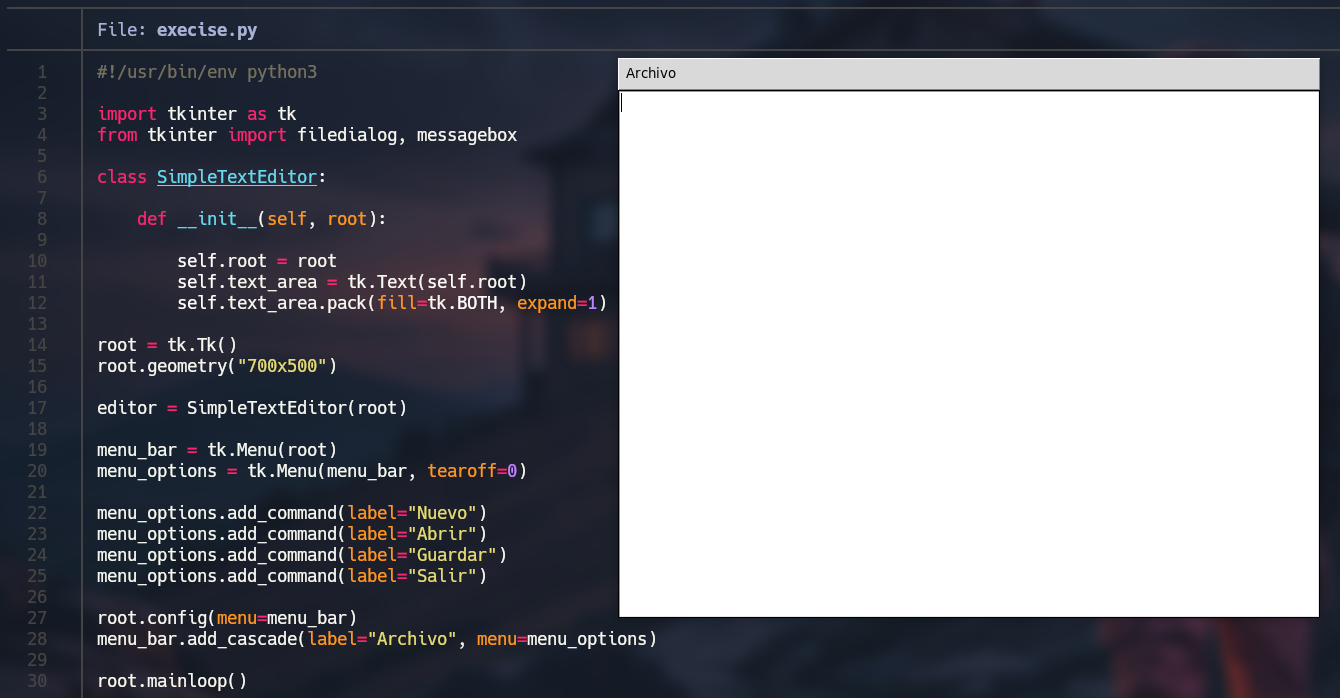 File: execise.py
1 #!/usr/bin/env python3
2
3 import tkinter as tk
4 from tkinter import filedialog, messagebox
5
6 class SimpleTextEditor:
7
8     def __init__(self, root):
9
10         self.root = root
11         self.text_area = tk.Text(self.root)
12         self.text_area.pack(fill=tk.BOTH, expand=1)
13
14 root = tk.Tk()
15 root.geometry("700x500")
16
17 editor = SimpleTextEditor(root)
18
19 menu_bar = tk.Menu(root)
20 menu_options = tk.Menu(menu_bar, tearoff=0)
21
22 menu_options.add_command(label="Nuevo")
23 menu_options.add_command(label="Abrir")
24 menu_options.add_command(label="Guardar")
25 menu_options.add_command(label="Salir")
26
27 root.config(menu=menu_bar)
28 menu_bar.add_cascade(label="Archivo", menu=menu_options)
29
30 root.mainloop()
Archivo